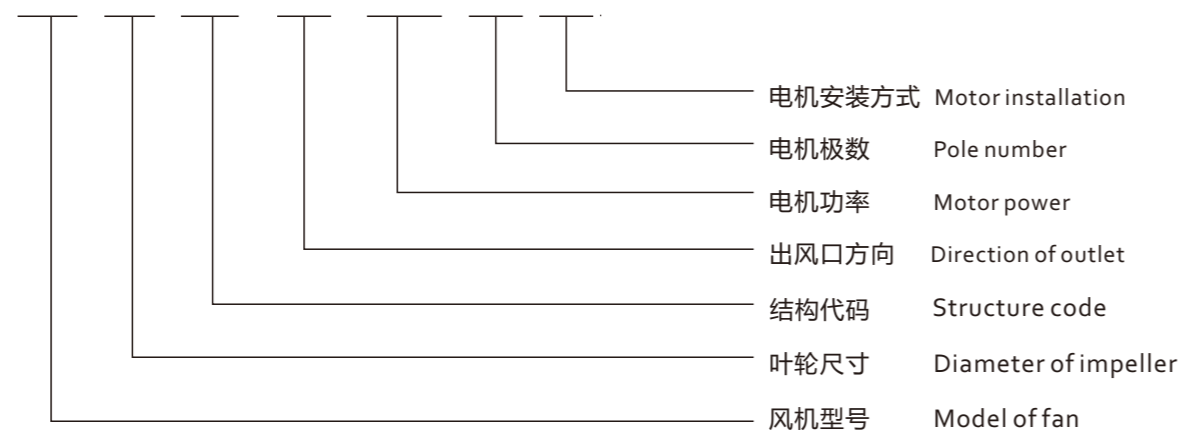 电机安装方式 Motor installation
电机极数 Pole number
电机功率 Motor power
出风口方向 Direction of outlet
结构代码 Structure code
叶轮尺寸 Diameter of impeller
风机型号 Model of fan